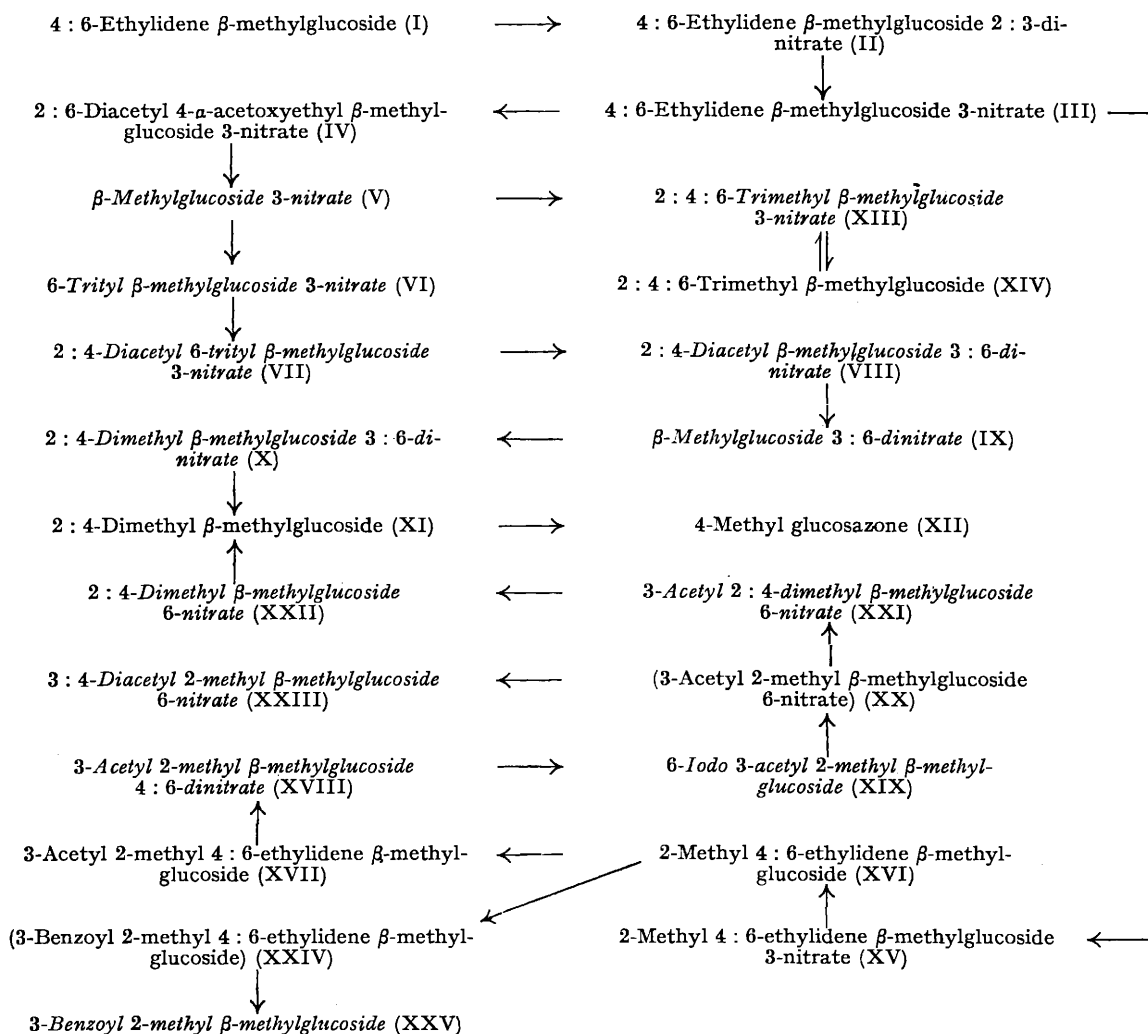 4 : 6-Ethylidene β-methylglucoside (I)
4 : 6-Ethylidene β-methylglucoside 2 : 3-di-
nitrate (II)
2 : 6-Diacetyl 4-α-acetoxyethyl β-methyl-
glucoside 3-nitrate (IV)
4 : 6-Ethylidene β-methylglucoside 3-nitrate (III)
β-Methylglucoside 3-nitrate (V)
2 : 4 : 6-Trimethyl β-methylglucoside
3-nitrate (XIII)
6-Trityl β-methylglucoside 3-nitrate (VI)
2 : 4 : 6-Trimethyl β-methylglucoside (XIV)
2 : 4-Diacetyl 6-trityl β-methylglucoside
3-nitrate (VII)
2 : 4-Diacetyl β-methylglucoside 3 : 6-di-
nitrate (VIII)
2 : 4-Dimethyl β-methylglucoside 3 : 6-di-
nitrate (X)
β-Methylglucoside 3 : 6-dinitrate (IX)
2 : 4-Dimethyl β-methylglucoside (XI)
4-Methyl glucosazone (XII)
2 : 4-Dimethyl β-methylglucoside
6-nitrate (XXII)
3-Acetyl 2 : 4-dimethyl β-methylglucoside
6-nitrate (XXI)
3 : 4-Diacetyl 2-methyl β-methylglucoside
6-nitrate (XXIII)
(3-Acetyl 2-methyl β-methylglucoside
6-nitrate) (XX)
3-Acetyl 2-methyl β-methylglucoside
4 : 6-dinitrate (XVIII)
6-Iodo 3-acetyl 2-methyl β-methyl-
glucoside (XIX)
3-Acetyl 2-methyl 4 : 6-ethylidene β-methyl-
glucoside (XVII)
2-Methyl 4 : 6-ethylidene β-methyl-
glucoside (XVI)
(3-Benzoyl 2-methyl 4 : 6-ethylidene β-methyl-
glucoside) (XXIV)
2-Methyl 4 : 6-ethylidene β-methylglucoside
3-nitrate (XV)
3-Benzoyl 2-methyl β-methylglucoside (XXV)